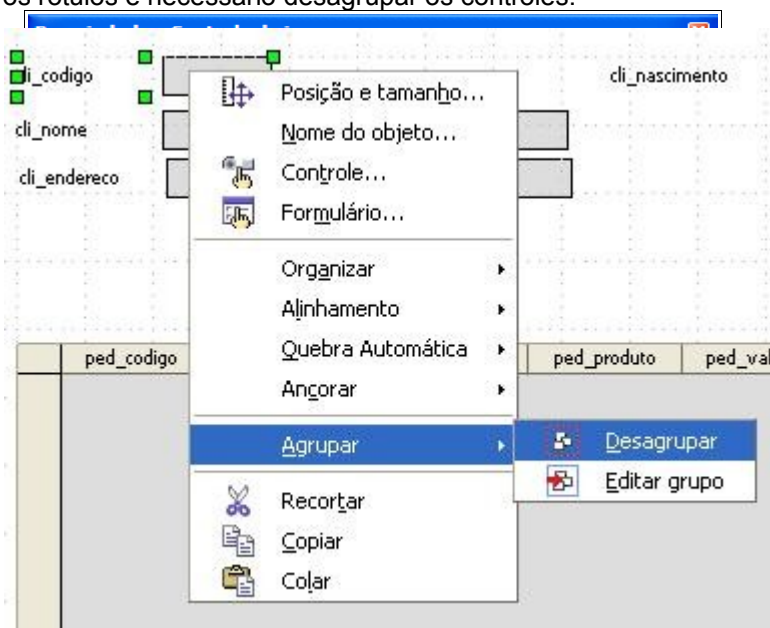 os rótulos é necessário desagrupar os controles.
cli_codigo
cli_nascimento
cli_nome
cli_endereco
Posição e tamanho...
Nome do objeto...
Controle...
Formulário...
Organizar
Alinhamento
Quebra Automática
Ancorar
Agrupar
Desagrupar
Editar grupo
Recortar
Copiar
Colar
ped_codigo
ped_produto